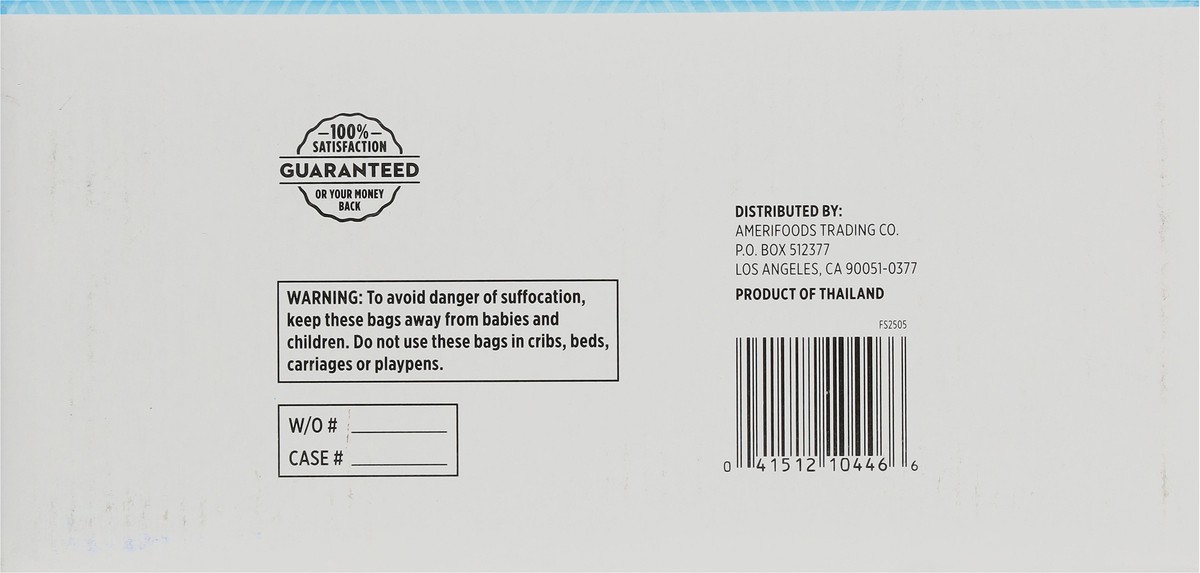 –100%–
SATISFACTION
GUARANTEED
OR YOUR MONEY
BACK
WARNING: To avoid danger of suffocation,
keep these bags away from babies and
children. Do not use these bags in cribs, beds,
carriages or playpens.
W/O #
CASE #
DISTRIBUTED BY:
AMERIFOODS TRADING CO.
P.O. BOX 512377
LOS ANGELES, CA 90051-0377
PRODUCT OF THAILAND
FS2505
0 41512 10446 6